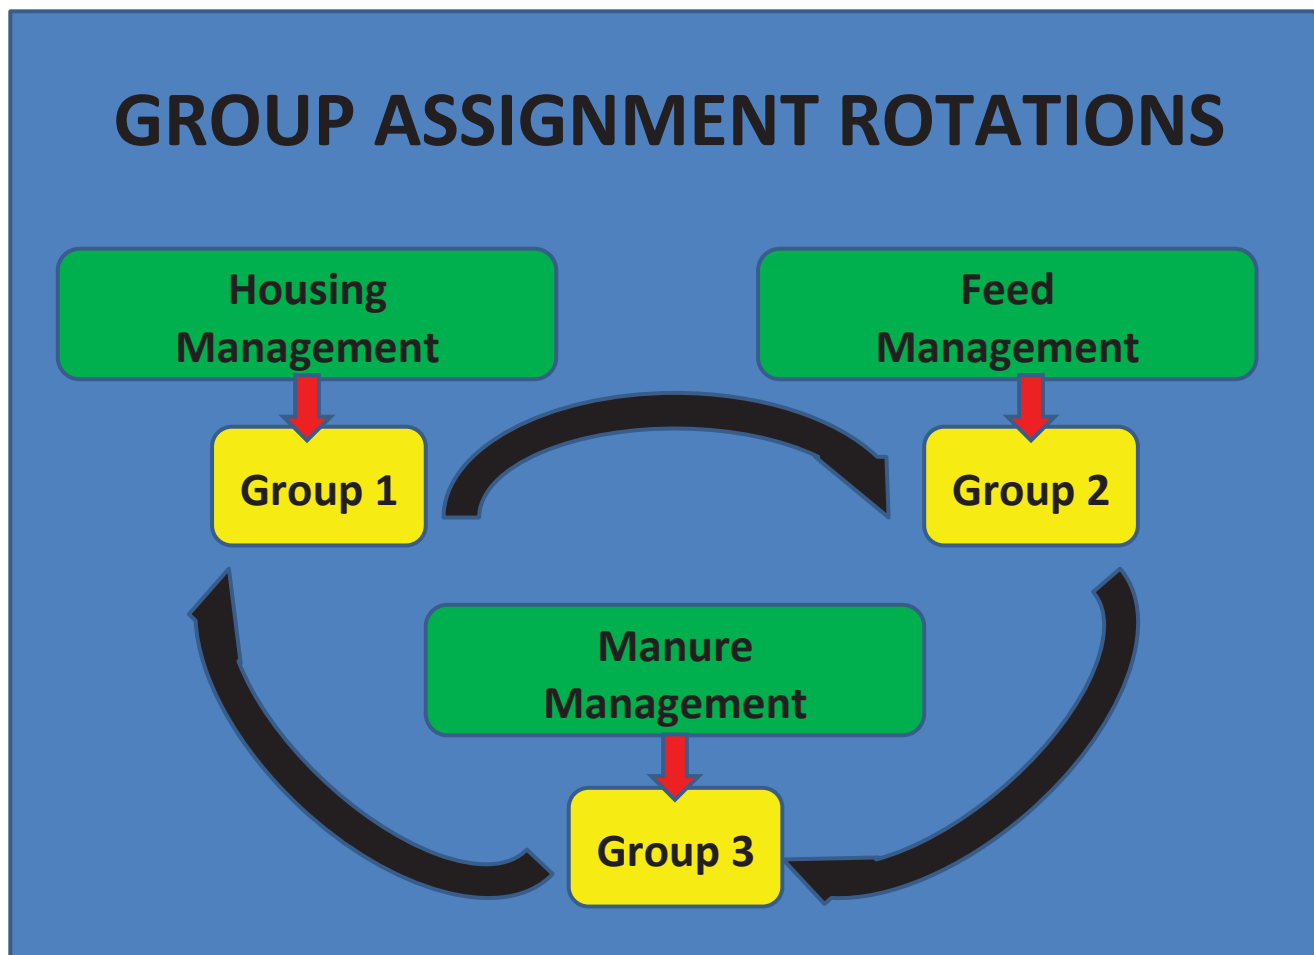 GROUP ASSIGNMENT ROTATIONS
Housing
Management
Feed
Management
Group 1
Group 2
Manure
Management
Group 3